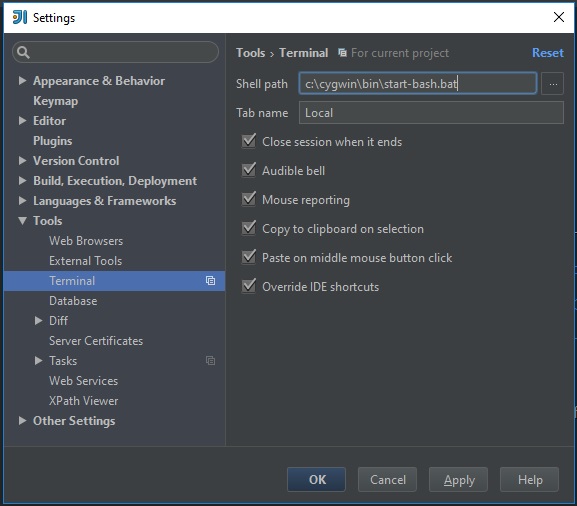 Settings
Tools › Terminal For current project Reset
Appearance & Behavior
Keymap
Editor
Plugins
Version Control
Build, Execution, Deployment
Languages & Frameworks
Tools
Web Browsers
External Tools
Terminal
Database
Diff
Server Certificates
Tasks
Web Services
XPath Viewer
Other Settings
Shell path c:\cygwin\bin\start-bash.bat ...
Tab name Local
Close session when it ends
Audible bell
Mouse reporting
Copy to clipboard on selection
Paste on middle mouse button click
Override IDE shortcuts
OK Cancel Apply Help